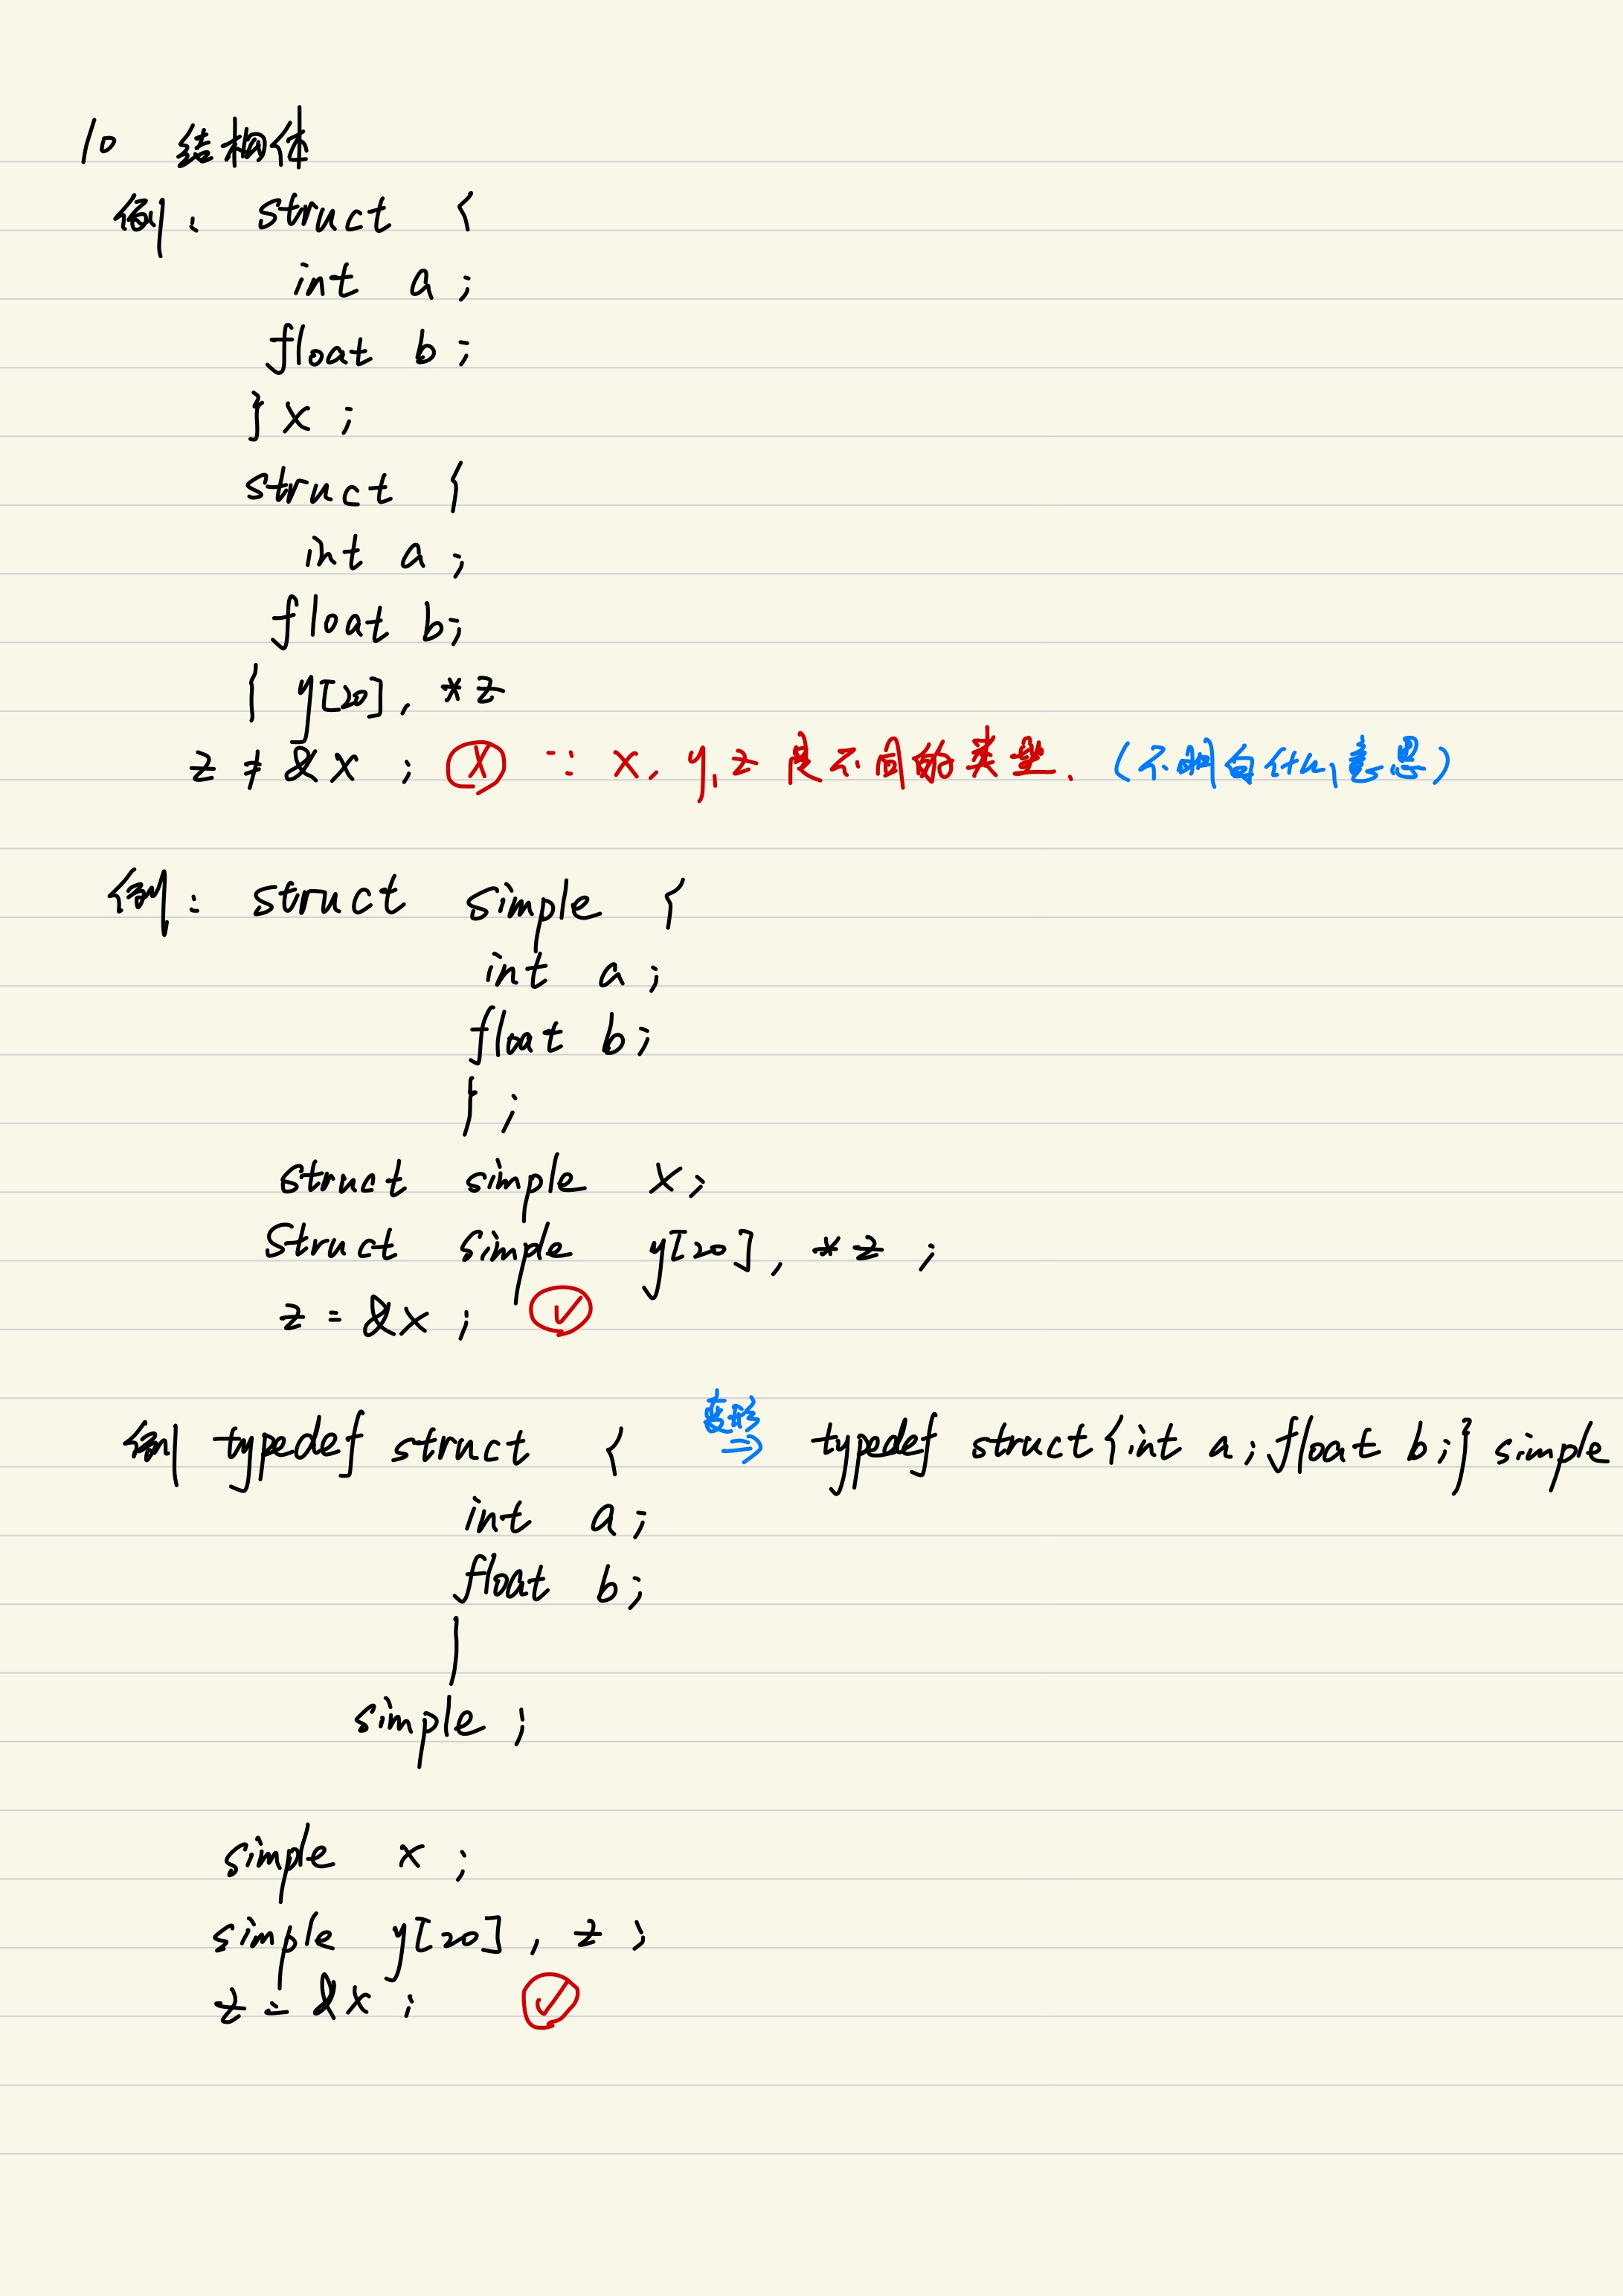 10 结构体
例: struct {
int a ;
float b ;
} x ;
struct {
int a ;
float b;
} y[20], *z
z ≠ &x ; Ⓧ ∵ x, y, z 是不同的类型. (不明白什么意思)
例: struct simple {
int a ;
float b;
} ;
struct simple x;
struct simple y[20], *z ;
z = &x ; ✓
例 typedef struct { 变形 ⇒ typedef struct {int a ; float b ;} simple
int a ;
float b ;
}
simple ;
simple x ;
simple y[20] , z ;
z = &x ; ✓